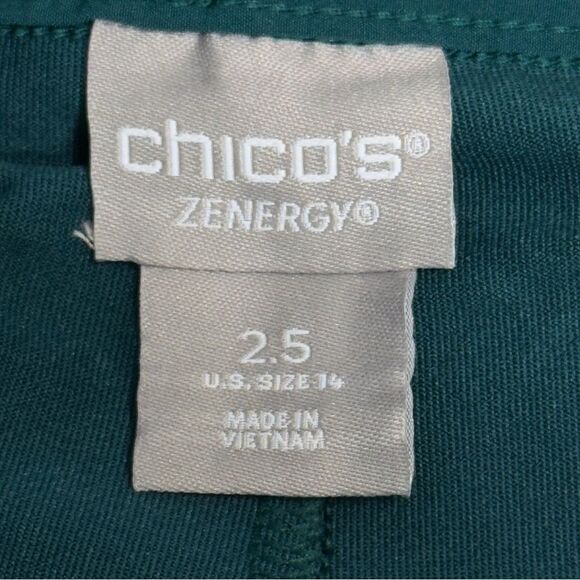 chico's®
ZENERGY®
2.5
U.S. SIZE 14
MADE IN
VIETNAM